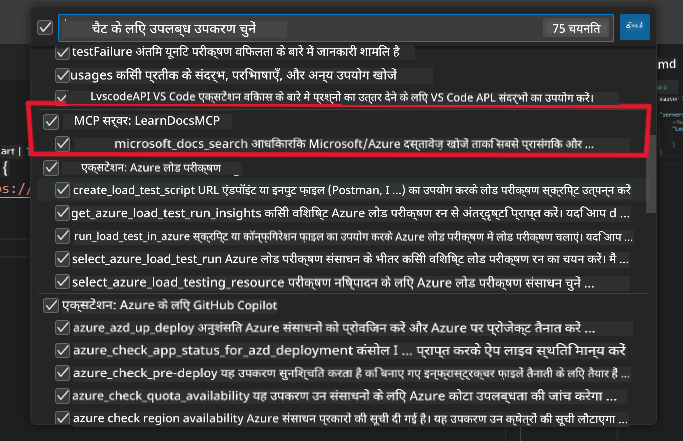 चैट के लिए उपलब्ध उपकरण चुनें
75 चयनित
testFailure अंतिम यूनिट परीक्षण विफलता के बारे में जानकारी शामिल है
usages किसी प्रतीक के संदर्भ, परिभाषाएँ, और अन्य उपयोग खोजें
LvscodeAPI VS Code एक्सटेंशन विकास के बारे में प्रश्नों का उत्तर देने के लिए VS Code APL संदर्भों का उपयोग करें।
md
MCP सर्वर: LearnDocsMCP
microsoft_docs_search आधिकारिक Microsoft/Azure दस्तावेज़ खोजें ताकि सबसे प्रासंगिक और ...
एक्सटेंशन: Azure लोड परीक्षण
create_load_test_script URL एंडपॉइंट या इनपुट फ़ाइल (Postman, I ...) का उपयोग करके लोड परीक्षण स्क्रिप्ट उत्पन्न करें
get_azure_load_test_run_insights किसी विशिष्ट Azure लोड परीक्षण रन से अंतर्दृष्टि प्राप्त करें। यदि आप d ...
run_load_test_in_azure स्क्रिप्ट या कॉन्फ़िगरेशन फ़ाइल का उपयोग करके Azure लोड परीक्षण में लोड परीक्षण चलाएं। यदि आप ...
select_azure_load_test_run Azure लोड परीक्षण संसाधन के भीतर किसी विशिष्ट लोड परीक्षण रन का चयन करें। मैं ...
select_azure_load_testing_resource परीक्षण निष्पादन के लिए Azure लोड परीक्षण संसाधन चुनें ...
एक्सटेंशन: Azure के लिए GitHub Copilot
azure_azd_up_deploy अनुशंसित Azure संसाधनों को प्रोविजन करें और Azure पर प्रोजेक्ट तैनात करें ...
azure_check_app_status_for_azd_deployment कंसोल I ... प्राप्त करके ऐप लाइव स्थिति मान्य करें
azure_check_pre-deploy यह उपकरण सुनिश्चित करता है कि बनाए गए इन्फ्रास्ट्रक्चर फाइलें तैनाती के लिए तैयार हैं ...
azure_check_quota_availability यह उपकरण उन संसाधनों के लिए Azure कोटा उपलब्धता की जांच करेगा ...
azure check region availability Azure संसाधन प्रकारों की सूची दी गई है। यह उपकरण उन क्षेत्रों की सूची लौटाएगा ...